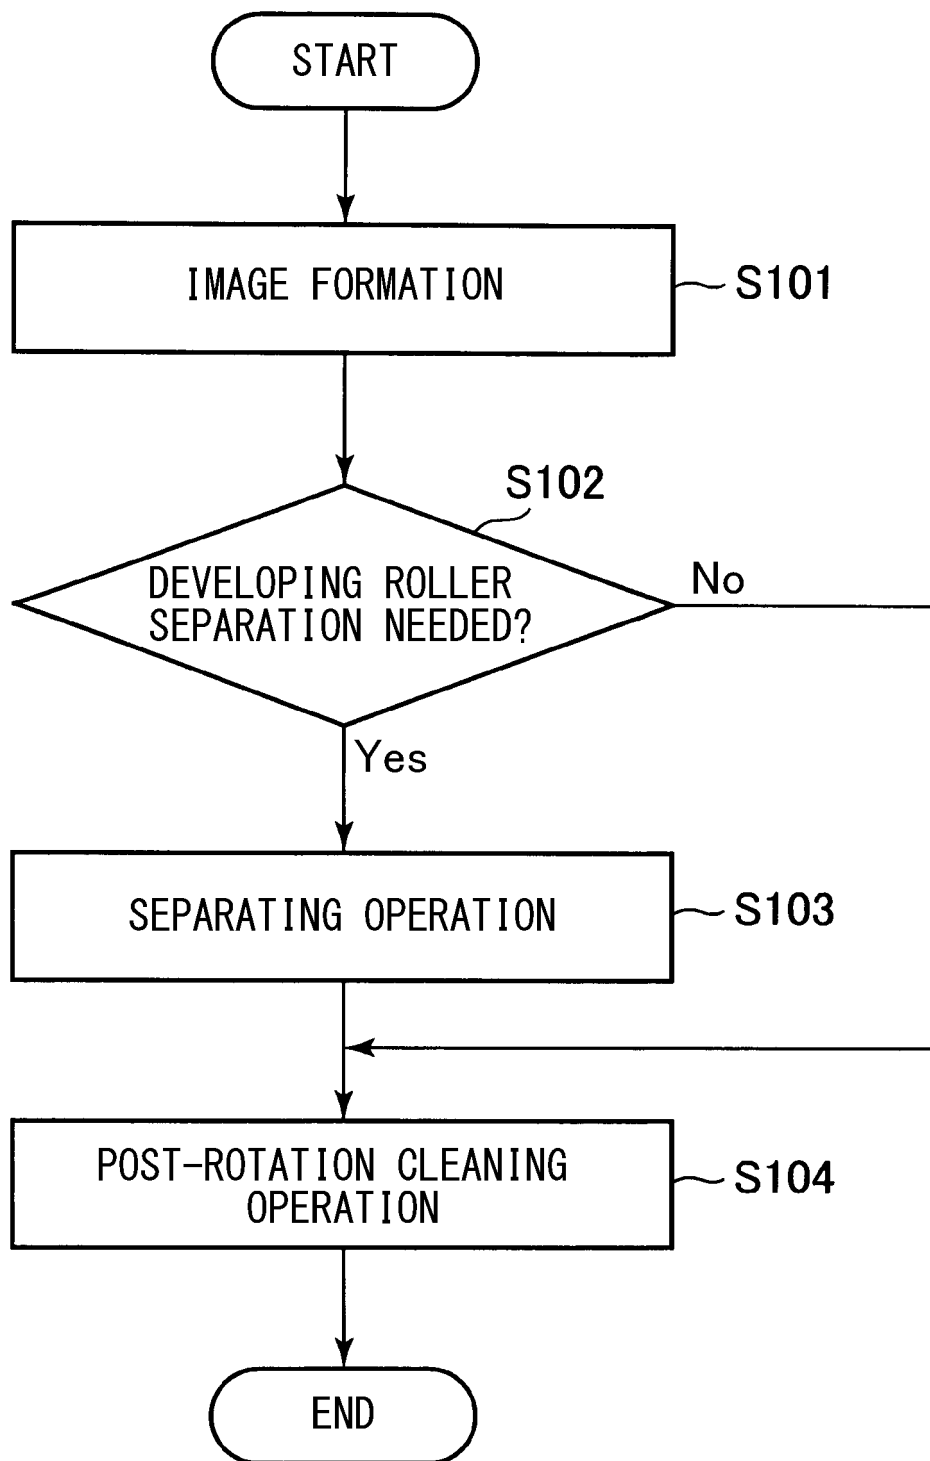 START
IMAGE FORMATION
S101
S102
DEVELOPING ROLLER
SEPARATION NEEDED?
No
Yes
SEPARATING OPERATION
S103
POST-ROTATION CLEANING
OPERATION
S104
END